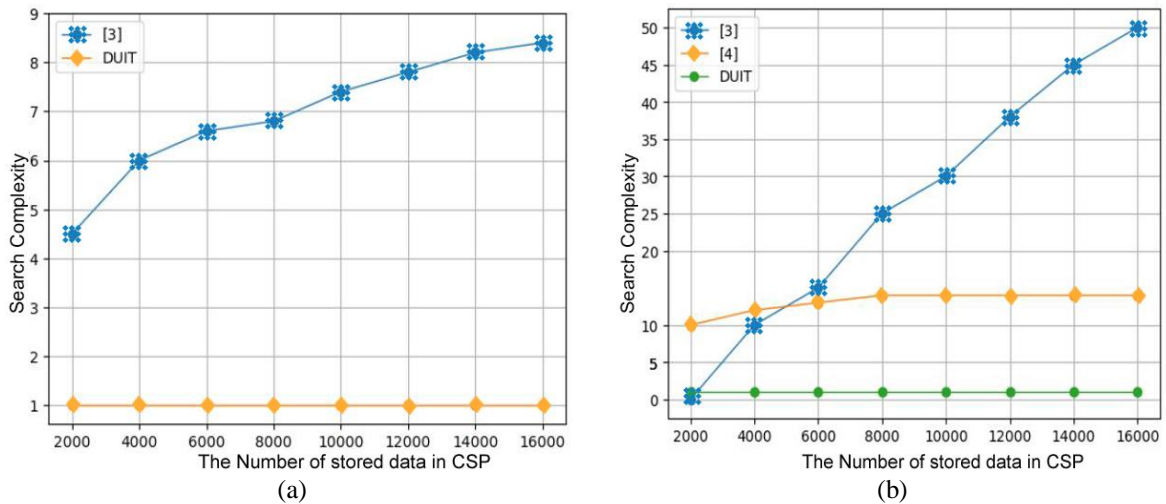 9
8
7
6
5
4
3
2
1
Search Complexity
[3]
DUIT
2000 4000 6000 8000 10000 12000 14000 16000
The Number of stored data in CSP
(a)
50
45
40
35
30
25
20
15
10
5
0
Search Complexity
[3]
[4]
DUIT
2000 4000 6000 8000 10000 12000 14000 16000
The Number of stored data in CSP
(b)